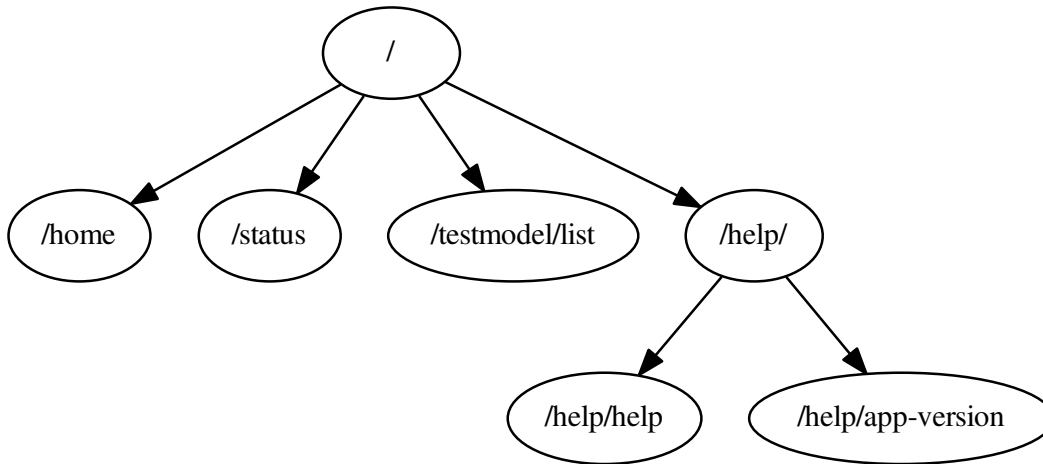 /
/home
/status
/testmodel/list
/help/
/help/help
/help/app-version